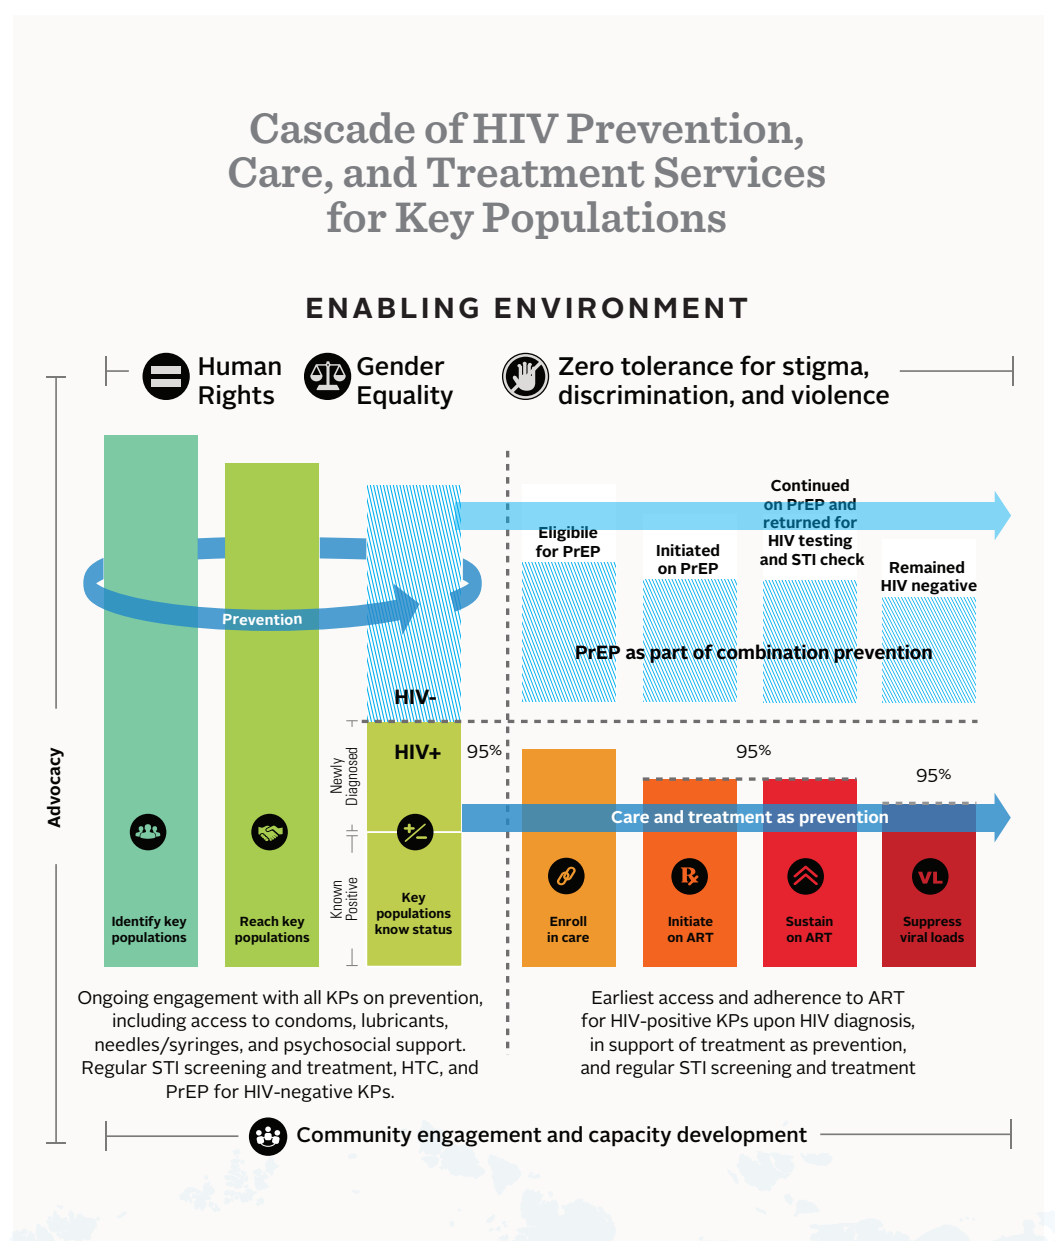 Cascade of HIV Prevention,
Care, and Treatment Services
for Key Populations
ENABLING ENVIRONMENT
Human
Rights
Gender
Equality
Zero tolerance for stigma,
discrimination, and violence
Advocacy
Prevention
Identify key
populations
Reach key
populations
HIV-
HIV+
Newly
Diagnosed
Known
Positive
Key
populations
know status
Eligibile
for PrEP
Initiated
on PrEP
Continued
on PrEP and
returned for
HIV testing
and STI check
Remained
HIV negative
PrEP as part of combination prevention
95%
95%
95%
Care and treatment as prevention
Enroll
in care
Rx
Initiate
on ART
Sustain
on ART
VL
Suppress
viral loads
Ongoing engagement with all KPs on prevention,
including access to condoms, lubricants,
needles/syringes, and psychosocial support.
Regular STI screening and treatment, HTC, and
PrEP for HIV-negative KPs.
Earliest access and adherence to ART
for HIV-positive KPs upon HIV diagnosis,
in support of treatment as prevention,
and regular STI screening and treatment
Community engagement and capacity development